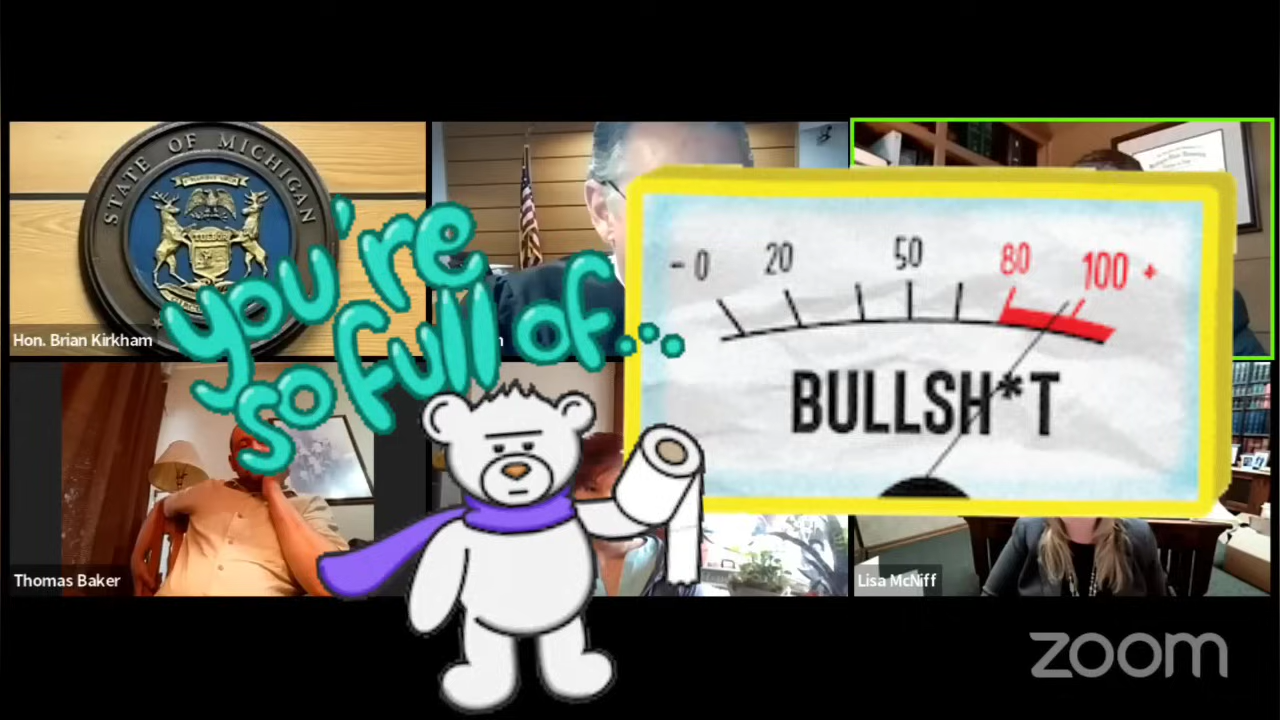 STATE OF MICHIGAN
TUEBOR
Hon. Brian Kirkham
you're
so full of...
- 0 20 50 80 100 +
BULLSH*T
Thomas Baker
Lisa McNiff
zoom